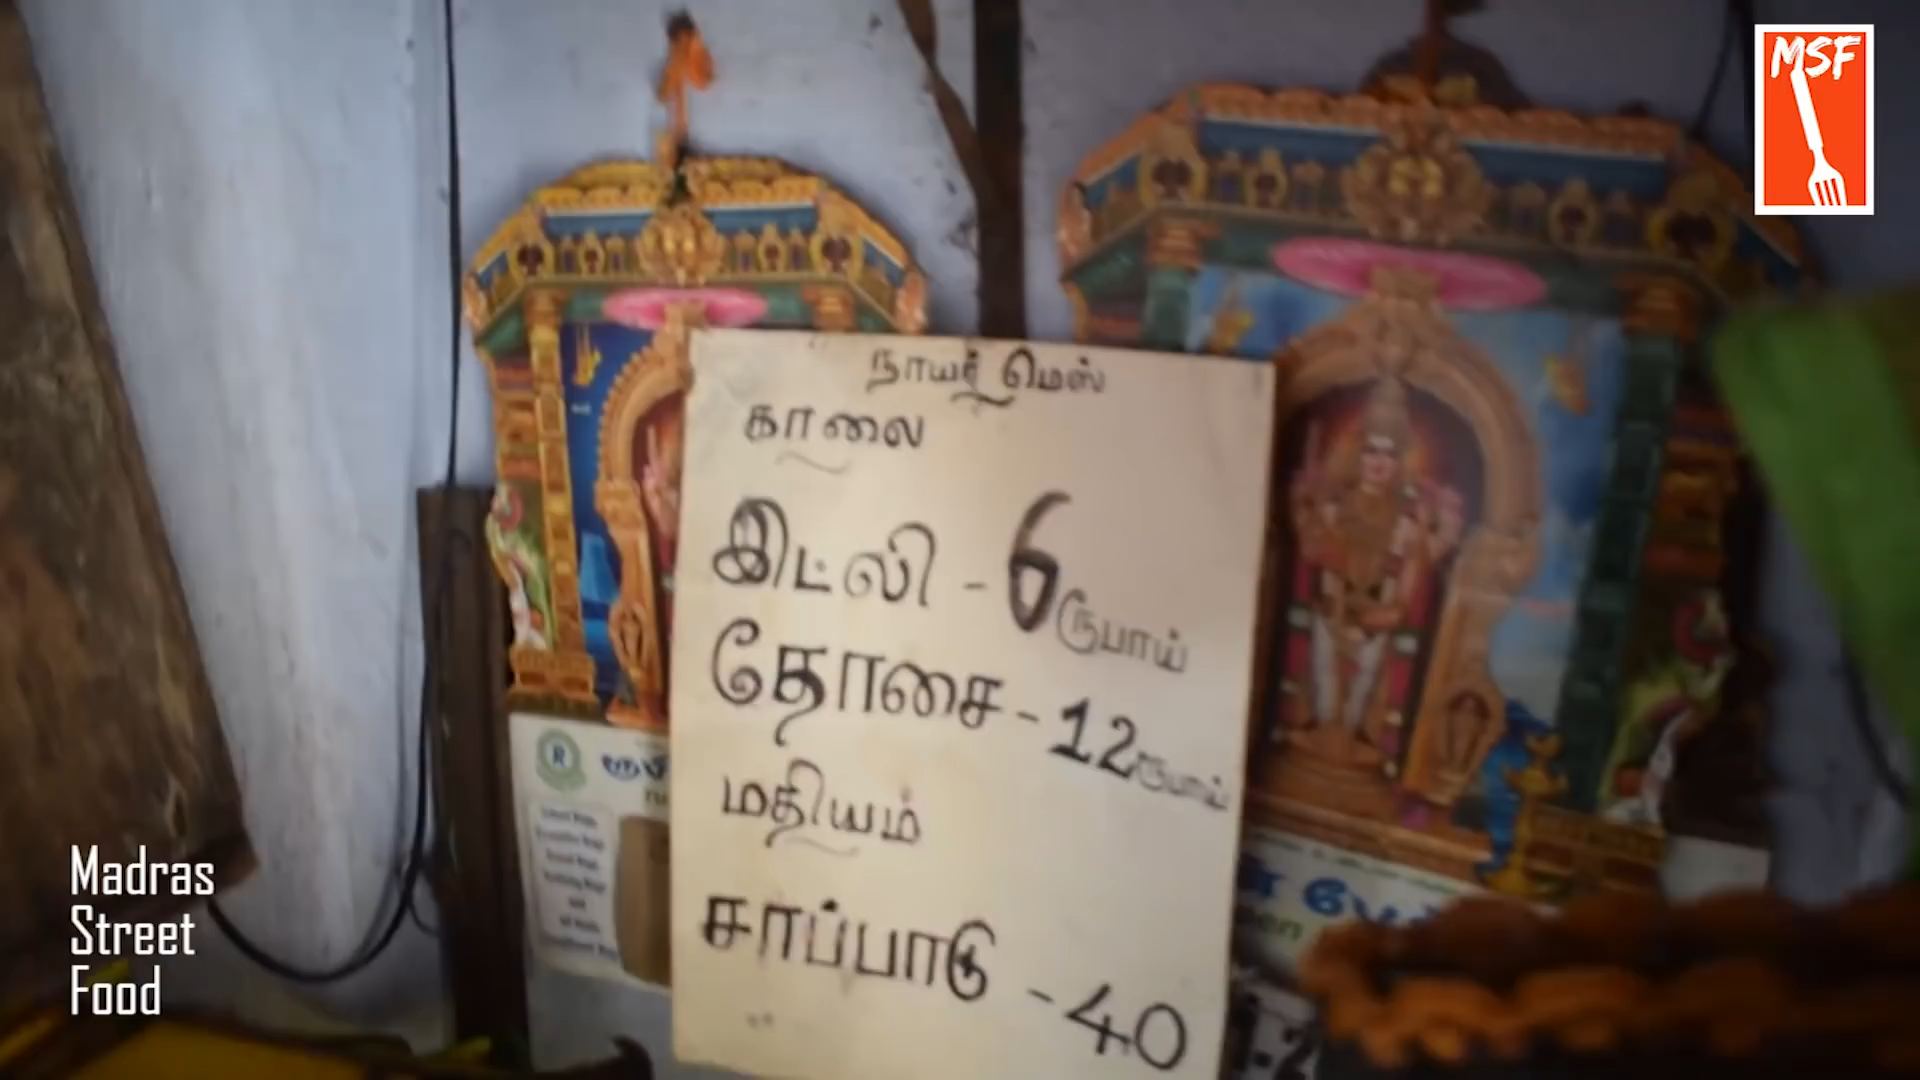 MSF
நாயர் மெஸ்
காலை
இட்லி - 6 ரூபாய்
தோசை - 12 ரூபாய்
மதியம்
சாப்பாடு - 40
R
Madras
Street
Food